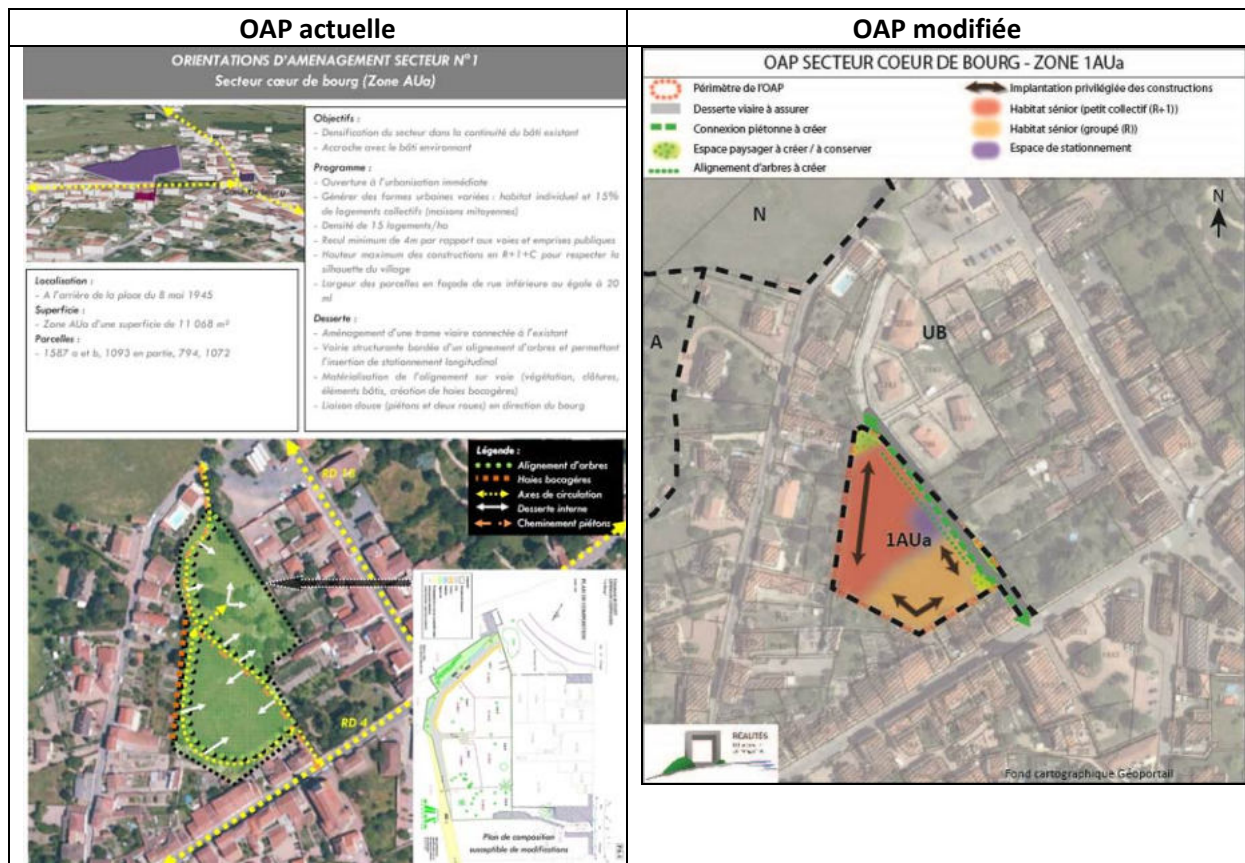 OAP actuelle
OAP modifiée
ORIENTATIONS D'AMENAGEMENT SECTEUR N°1
Secteur cœur de bourg (Zone AUa)
Localisation :
- A l'arrière de la place du 8 mai 1945
Superficie :
- Zone AUa d'une superficie de 11 068 m²
Parcelles :
- 1587 a et b, 1093 en partie, 794, 1072
Objectifs :
- Densification du secteur dans la continuité du bâti existant
- Accroche avec le bâti environnant
Programme :
- Ouverture à l'urbanisation immédiate
- Générer des formes urbaines variées : habitat individuel et 15%
de logements collectifs (maisons mitoyennes)
- Densité de 15 logements/ha
- Recul minimum de 4m par rapport aux voies et emprises publiques
- Hauteur maximum des constructions en R+1+C pour respecter la
silhouette du village
- Largeur des parcelles en façade de rue inférieure au égale à 20
ml
Desserte :
- Aménagement d'une trame viaire connectée à l'existant
- Voirie structurante bordée d'un alignement d'arbres et permettant
l'insertion de stationnement longitudinal
- Matérialisation de l'alignement sur voie (végétation, clôtures,
éléments bâtis, création de haies bocagères)
- Liaison douce (piétons et deux roues) en direction du bourg
Légende :
Alignement d'arbres
Haies bocagères
Axes de circulation
Desserte interne
Cheminement piétons
RD 4
PLAN DE COMPOSITION
Plan de composition
susceptible de modifications
OAP SECTEUR COEUR DE BOURG - ZONE 1AUa
Périmètre de l'OAP
Desserte viaire à assurer
Connexion piétonne à créer
Espace paysager à créer / à conserver
Alignement d'arbres à créer
Implantation privilégiée des constructions
Habitat sénior (petit collectif (R+1))
Habitat sénior (groupé (R))
Espace de stationnement
N
N
A
UB
1AUa
REALITÉS
Fond cartographique Géoportail